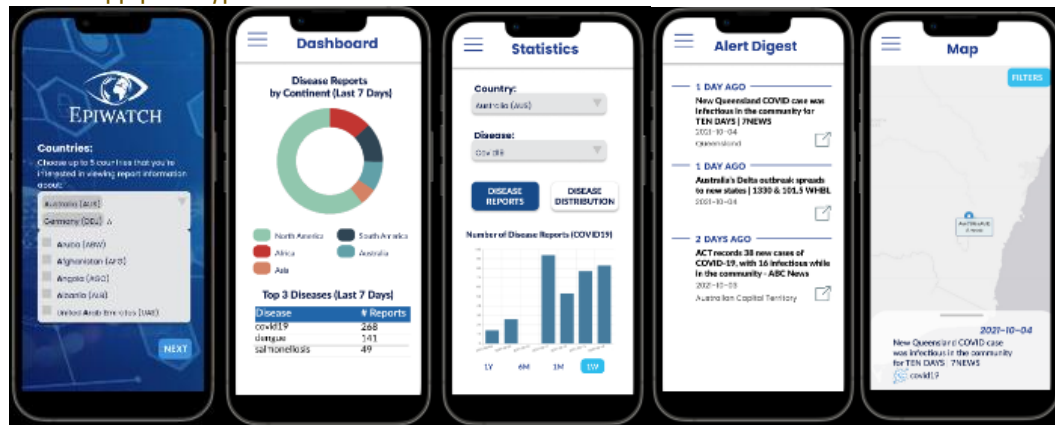 EPIWATCH
Countries:
Choose up to 5 countries that you're
interested in viewing report information
about:
Australia (AUS)
Germany (DEU)
Aruba (ABW)
Afghanistan (AFG)
Angola (AGO)
Albania (ALB)
United Arab Emirates (UAE)
NEXT
Dashboard
Disease Reports
by Continent (Last 7 Days)
North America
South America
Africa
Australia
Asia
Top 3 Diseases (Last 7 Days)
Disease # Reports
covid19 268
dengue 141
salmonellosis 49
Statistics
Country:
Australia (AUS)
Disease:
Covid19
DISEASE
REPORTS
DISEASE
DISTRIBUTION
Number of Disease Reports (COVID19)
1Y 6M 1M 1W
Alert Digest
1 DAY AGO
New Queensland COVID case was
infectious in the community for
TEN DAYS | 7NEWS
2021-10-04
Queensland
1 DAY AGO
Australia's Delta outbreak spreads
to new states | 1330 & 101.5 WHBL
2021-10-04
2 DAYS AGO
ACT records 38 new cases of
COVID-19, with 16 infectious while
in the community - ABC News
2021-10-03
Australian Capital Territory
Map
FILTERS
2021-10-04
New Queensland COVID case
was infectious in the community
for TEN DAYS | 7NEWS
covid19